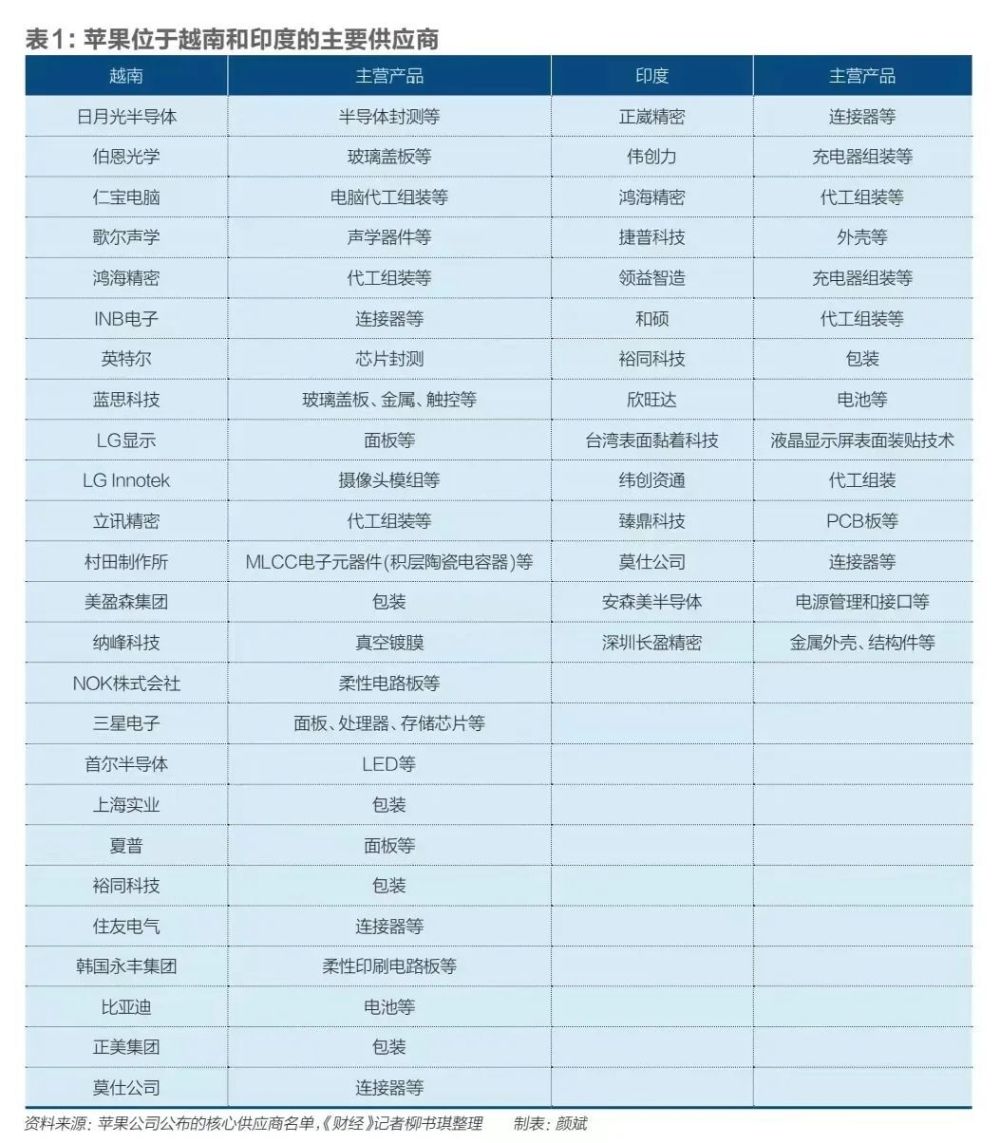 表1：苹果位于越南和印度的主要供应商
越南 主营产品 印度 主营产品
日月光半导体 半导体封测等 正崴精密 连接器等
伯恩光学 玻璃盖板等 伟创力 充电器组装等
仁宝电脑 电脑代工组装等 鸿海精密 代工组装等
歌尔声学 声学器件等 捷普科技 外壳等
鸿海精密 代工组装等 领益智造 充电器组装等
INB电子 连接器等 和硕 代工组装等
英特尔 芯片封测 裕同科技 包装
蓝思科技 玻璃盖板、金属、触控等 欣旺达 电池等
LG显示 面板等 台湾表面黏着科技 液晶显示屏表面装贴技术
LG Innotek 摄像头模组等 纬创资通 代工组装
立讯精密 代工组装等 臻鼎科技 PCB板等
村田制作所 MLCC电子元器件(积层陶瓷电容器)等 莫仕公司 连接器等
美盈森集团 包装 安森美半导体 电源管理和接口等
纳峰科技 真空镀膜 深圳长盈精密 金属外壳、结构件等
NOK株式会社 柔性电路板等
三星电子 面板、处理器、存储芯片等
首尔半导体 LED等
上海实业 包装
夏普 面板等
裕同科技 包装
住友电气 连接器等
韩国永丰集团 柔性印刷电路板等
比亚迪 电池等
正美集团 包装
莫仕公司 连接器等
资料来源：苹果公司公布的核心供应商名单，《财经》记者柳书琪整理 制表：颜斌